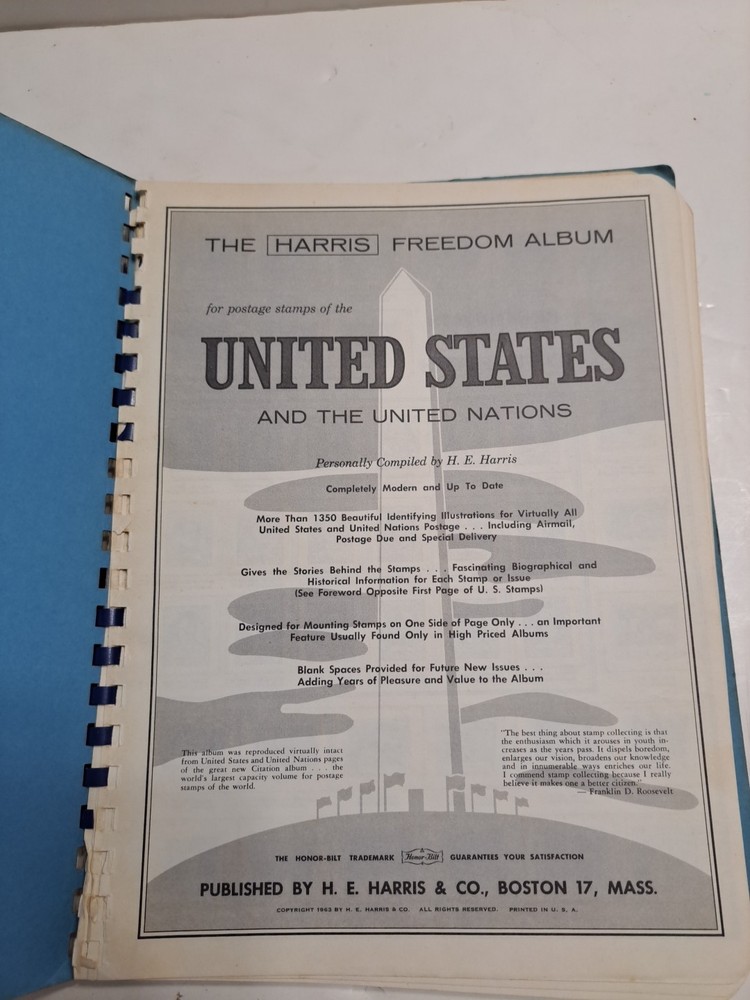 THE HARRIS FREEDOM ALBUM
for postage stamps of the
UNITED STATES
AND THE UNITED NATIONS
Personally Compiled by H. E. Harris
Completely Modern and Up To Date
More Than 1350 Beautiful Identifying Illustrations for Virtually All
United States and United Nations Postage . . . Including Airmail,
Postage Due and Special Delivery
Gives the Stories Behind the Stamps . . . Fascinating Biographical and
Historical Information for Each Stamp or Issue
(See Foreword Opposite First Page of U. S. Stamps)
Designed for Mounting Stamps on One Side of Page Only . . . an Important
Feature Usually Found Only in High Priced Albums
Blank Spaces Provided for Future New Issues . . .
Adding Years of Pleasure and Value to the Album
This album was reproduced virtually intact
from United States and United Nations pages
of the great new Citation album . . . . the
world's largest capacity volume for postage
stamps of the world.
"The best thing about stamp collecting is that
the enthusiasm which it arouses in youth in-
creases as the years pass. It dispels boredom,
enlarges our vision, broadens our knowledge
and in innumerable ways enriches our life.
I commend stamp collecting because I really
believe it makes one a better citizen."
— Franklin D. Roosevelt
THE HONOR-BILT TRADEMARK Honor-Bilt GUARANTEES YOUR SATISFACTION
PUBLISHED BY H. E. HARRIS & CO., BOSTON 17, MASS.
COPYRIGHT 1963 BY H. E. HARRIS & CO. ALL RIGHTS RESERVED. PRINTED IN U. S. A.